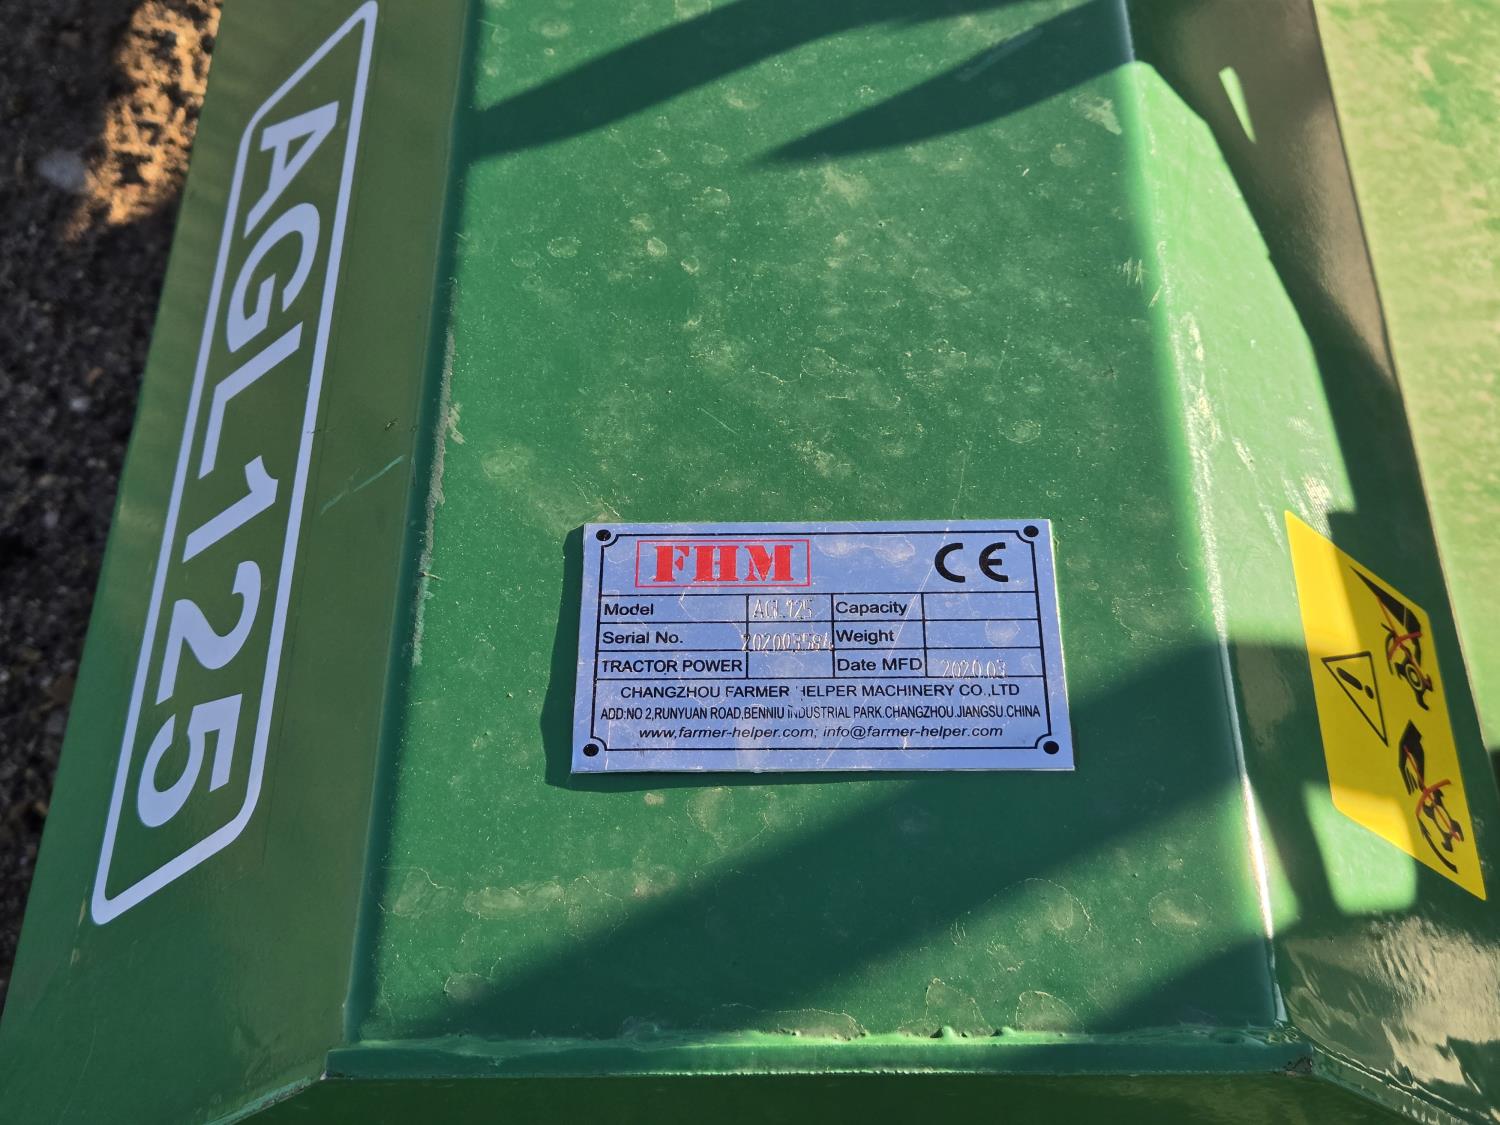 AGL125
FHM CE
Model AGL125 Capacity
Serial No. 202003584 Weight
TRACTOR POWER Date MFD 2020.03
CHANGZHOU FARMER HELPER MACHINERY CO.,LTD
ADD:NO 2,RUNYUAN ROAD,BENNIU INDUSTRIAL PARK.CHANGZHOU.JIANGSU.CHINA
www,farmer-helper.com; info@farmer-helper.com